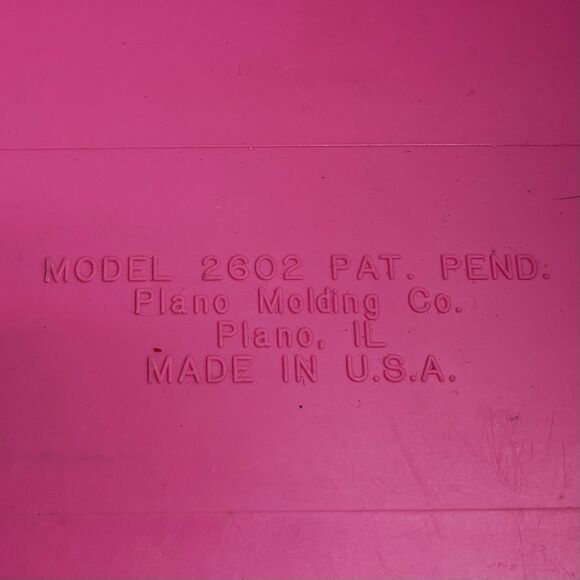 MODEL 2602 PAT. PEND.
Plano Molding Co.
Plano, IL
MADE IN U.S.A.